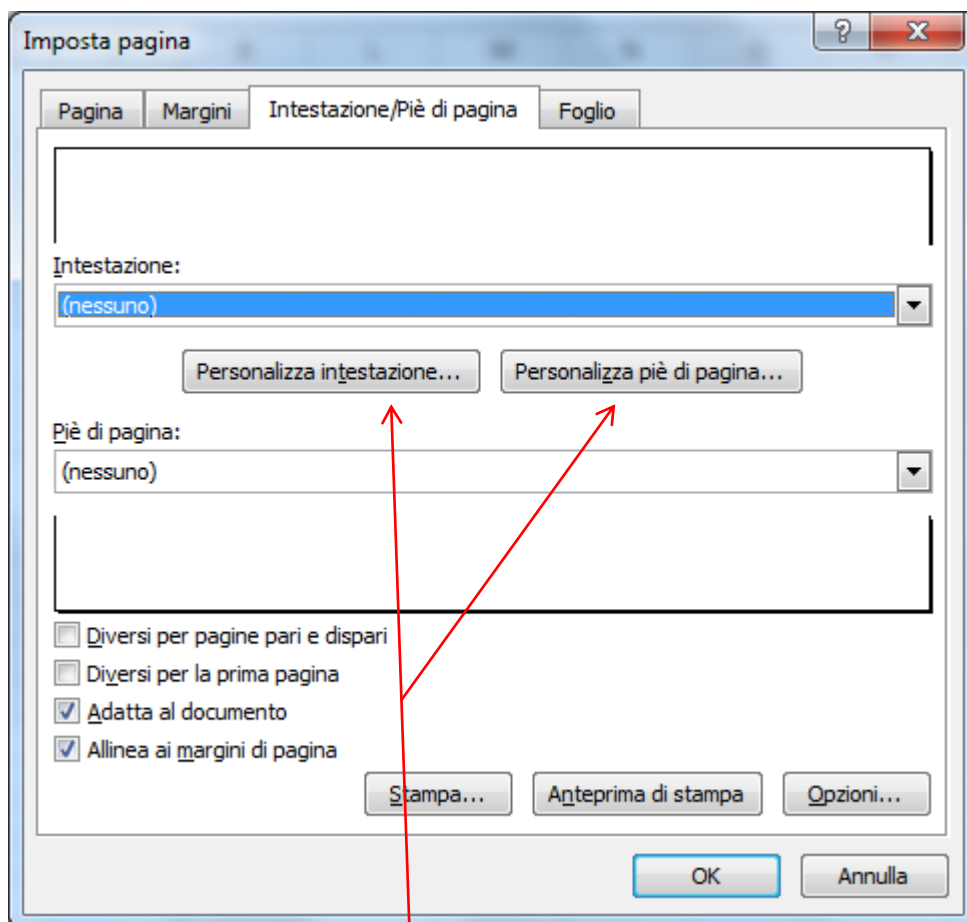 Imposta pagina
Pagina Margini Intestazione/Piè di pagina Foglio
Intestazione:
(nessuno)
Personalizza intestazione... Personalizza piè di pagina...
Piè di pagina:
(nessuno)
Diversi per pagine pari e dispari
Diversi per la prima pagina
Adatta al documento
Allinea ai margini di pagina
Stampa... Anteprima di stampa Opzioni...
OK Annulla